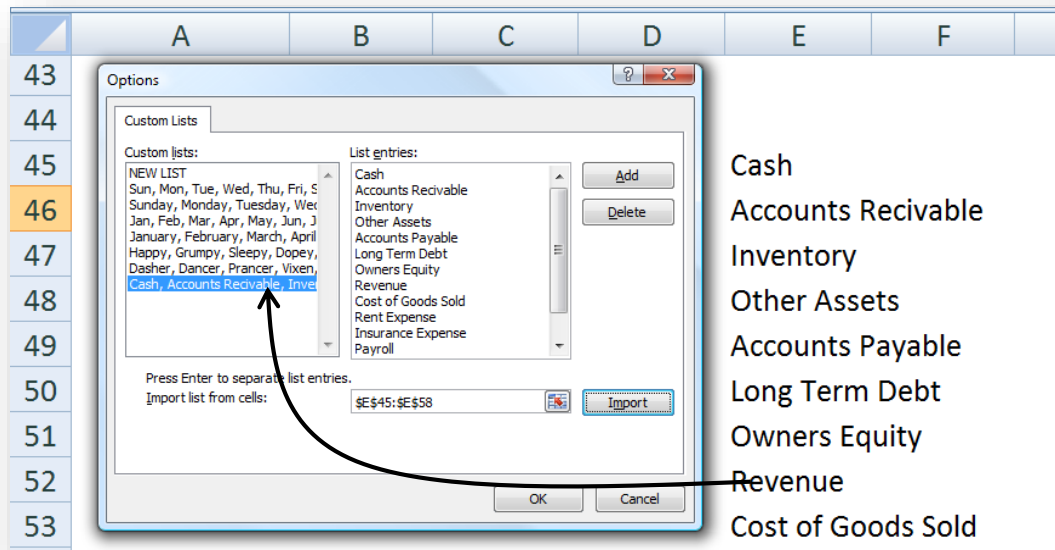 A B C D E F
43
Options
44
Custom Lists
Custom lists:
NEW LIST
Sun, Mon, Tue, Wed, Thu, Fri, S
Sunday, Monday, Tuesday, Wed
Jan, Feb, Mar, Apr, May, Jun, J
January, February, March, April
Happy, Grumpy, Sleepy, Dopey,
Dasher, Dancer, Prancer, Vixen,
Cash, Accounts Recivable, Inve
List entries:
Cash
Accounts Recivable
Inventory
Other Assets
Accounts Payable
Long Term Debt
Owners Equity
Revenue
Cost of Goods Sold
Rent Expense
Insurance Expense
Payroll
Add
Delete
Press Enter to separate list entries.
Import list from cells:
$E$45:$E$58
Import
OK
Cancel
45 Cash
46 Accounts Recivable
47 Inventory
48 Other Assets
49 Accounts Payable
50 Long Term Debt
51 Owners Equity
52 Revenue
53 Cost of Goods Sold